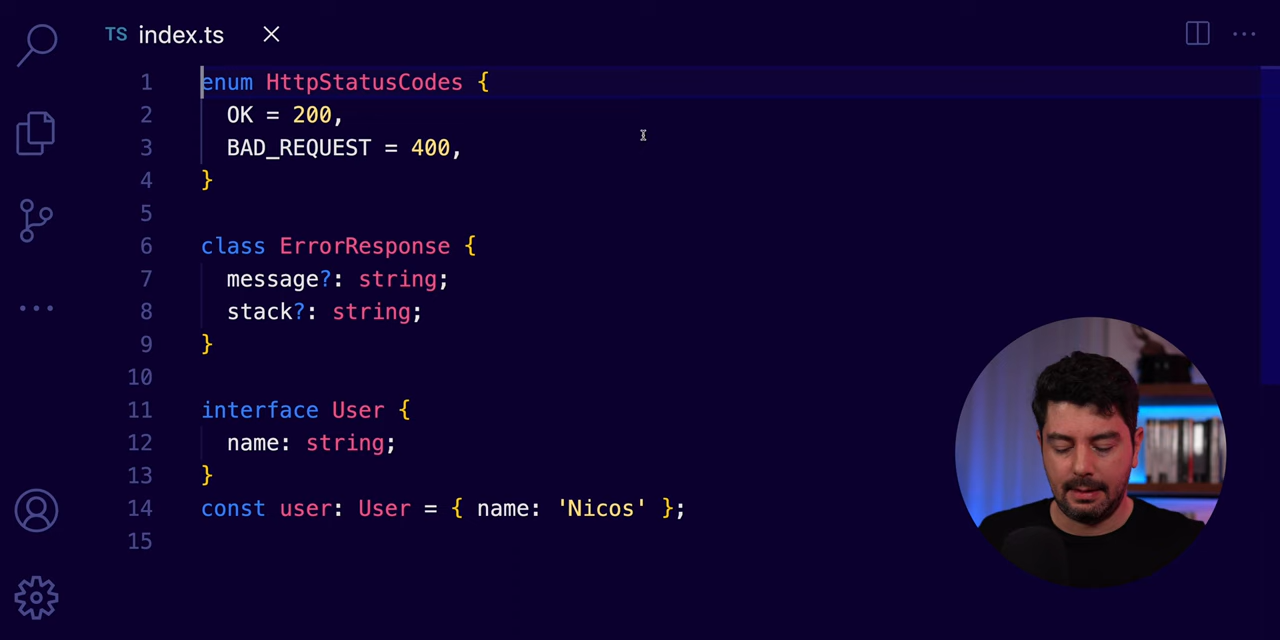 TS index.ts
1 enum HttpStatusCodes {
2   OK = 200,
3   BAD_REQUEST = 400,
4 }
5
6 class ErrorResponse {
7   message?: string;
8   stack?: string;
9 }
10
11 interface User {
12   name: string;
13 }
14 const user: User = { name: 'Nicos' };
15